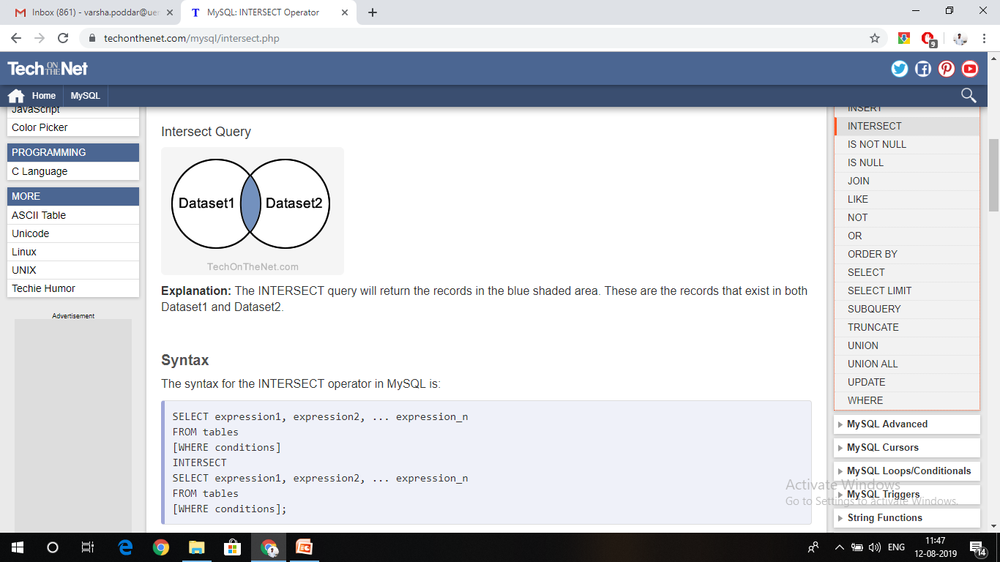 Inbox (861) - varsha.poddar@uer
MySQL: INTERSECT Operator
techonthenet.com/mysql/intersect.php
9
Tech ON THE Net
Home
MySQL
JavaScript
Color Picker
PROGRAMMING
C Language
MORE
ASCII Table
Unicode
Linux
UNIX
Techie Humor
Advertisement
Intersect Query
Dataset1
Dataset2
TechOnTheNet.com
Explanation: The INTERSECT query will return the records in the blue shaded area. These are the records that exist in both
Dataset1 and Dataset2.
Syntax
The syntax for the INTERSECT operator in MySQL is:
SELECT expression1, expression2, ... expression_n
FROM tables
[WHERE conditions]
INTERSECT
SELECT expression1, expression2, ... expression_n
FROM tables
[WHERE conditions];
INSERT
INTERSECT
IS NOT NULL
IS NULL
JOIN
LIKE
NOT
OR
ORDER BY
SELECT
SELECT LIMIT
SUBQUERY
TRUNCATE
UNION
UNION ALL
UPDATE
WHERE
MySQL Advanced
MySQL Cursors
MySQL Loops/Conditionals
MySQL Triggers
String Functions
Activate Windows
Go to Settings to activate Windows.
ENG
11:47
12-08-2019
14